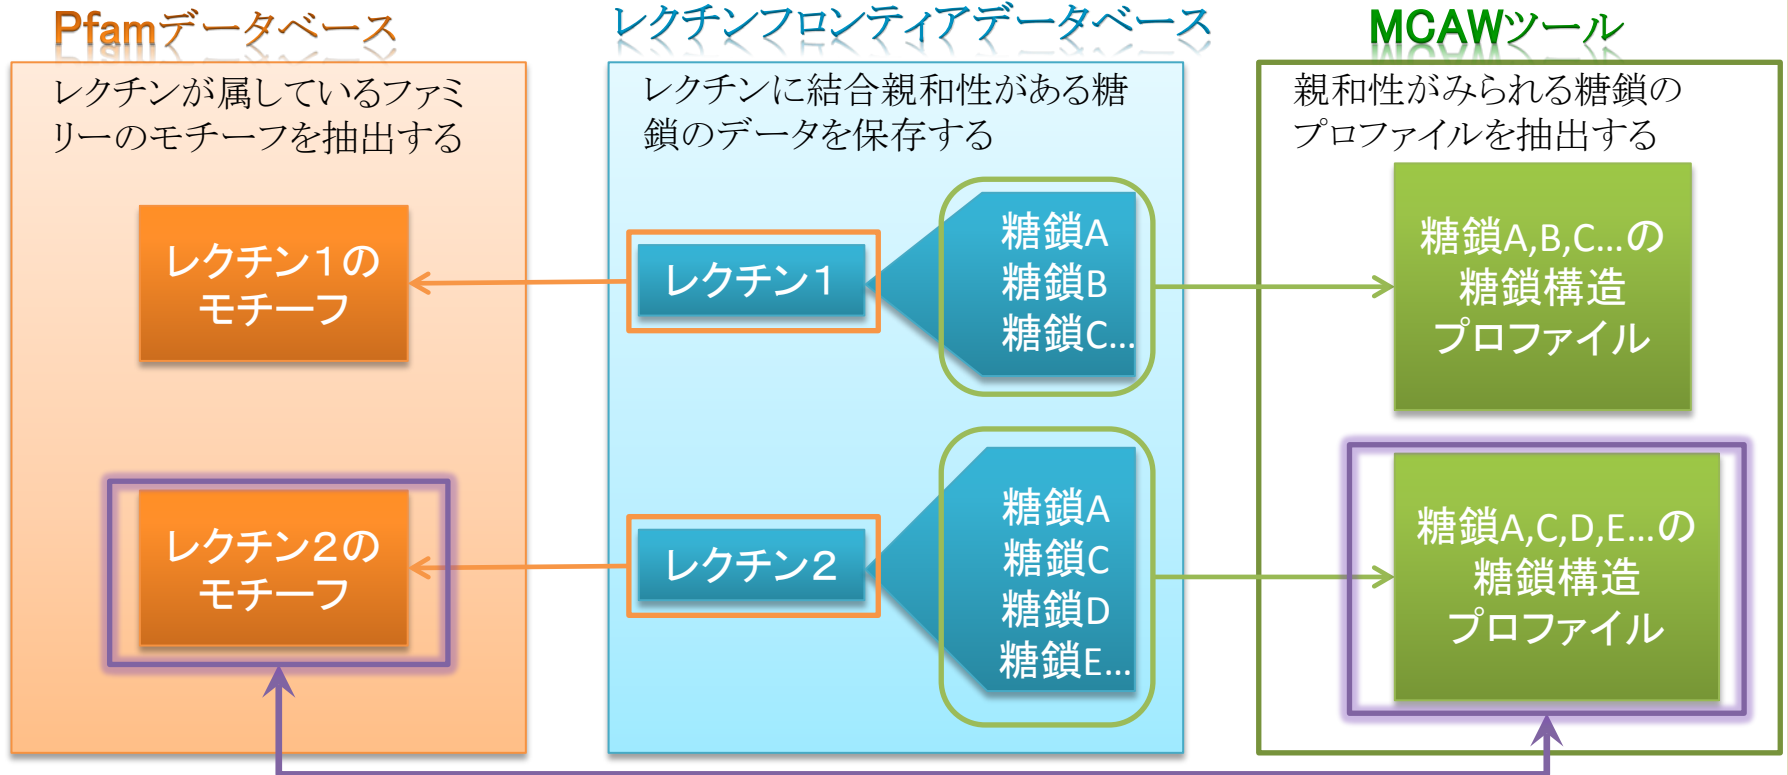 Pfamデータベース
レクチンが属しているファミ
リーのモチーフを抽出する
レクチン1の
モチーフ
レクチン2の
モチーフ
レクチンフロンティアデータベース
レクチンに結合親和性がある糖
鎖のデータを保存する
レクチン1
糖鎖A
糖鎖B
糖鎖C...
レクチン2
糖鎖A
糖鎖C
糖鎖D
糖鎖E...
MCAWツール
親和性がみられる糖鎖の
プロファイルを抽出する
糖鎖A,B,C...の
糖鎖構造
プロファイル
糖鎖A,C,D,E...の
糖鎖構造
プロファイル